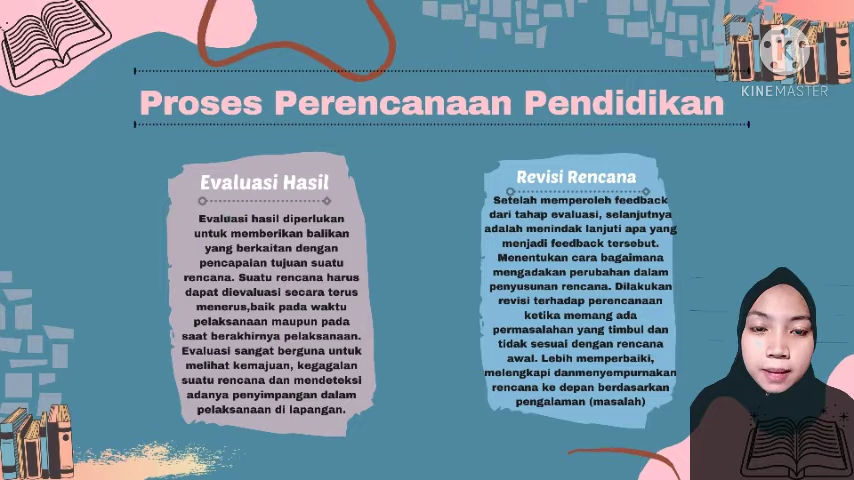 KINEMASTER
Proses Perencanaan Pendidikan
Evaluasi Hasil
Evaluasi hasil diperlukan
untuk memberikan balikan
yang berkaitan dengan
pencapaian tujuan suatu
rencana. Suatu rencana harus
dapat dievaluasi secara terus
menerus,baik pada waktu
pelaksanaan maupun pada
saat berakhirnya pelaksanaan.
Evaluasi sangat berguna untuk
melihat kemajuan, kegagalan
suatu rencana dan mendeteksi
adanya penyimpangan dalam
pelaksanaan di lapangan.
Revisi Rencana
Setelah memperoleh feedback
dari tahap evaluasi, selanjutnya
adalah menindak lanjuti apa yang
menjadi feedback tersebut.
Menentukan cara bagaimana
mengadakan perubahan dalam
penyusunan rencana. Dilakukan
revisi terhadap perencanaan
ketika memang ada
permasalahan yang timbul dan
tidak sesuai dengan rencana
awal. Lebih memperbaiki,
melengkapi danmenyempurnakan
rencana ke depan berdasarkan
pengalaman (masalah)